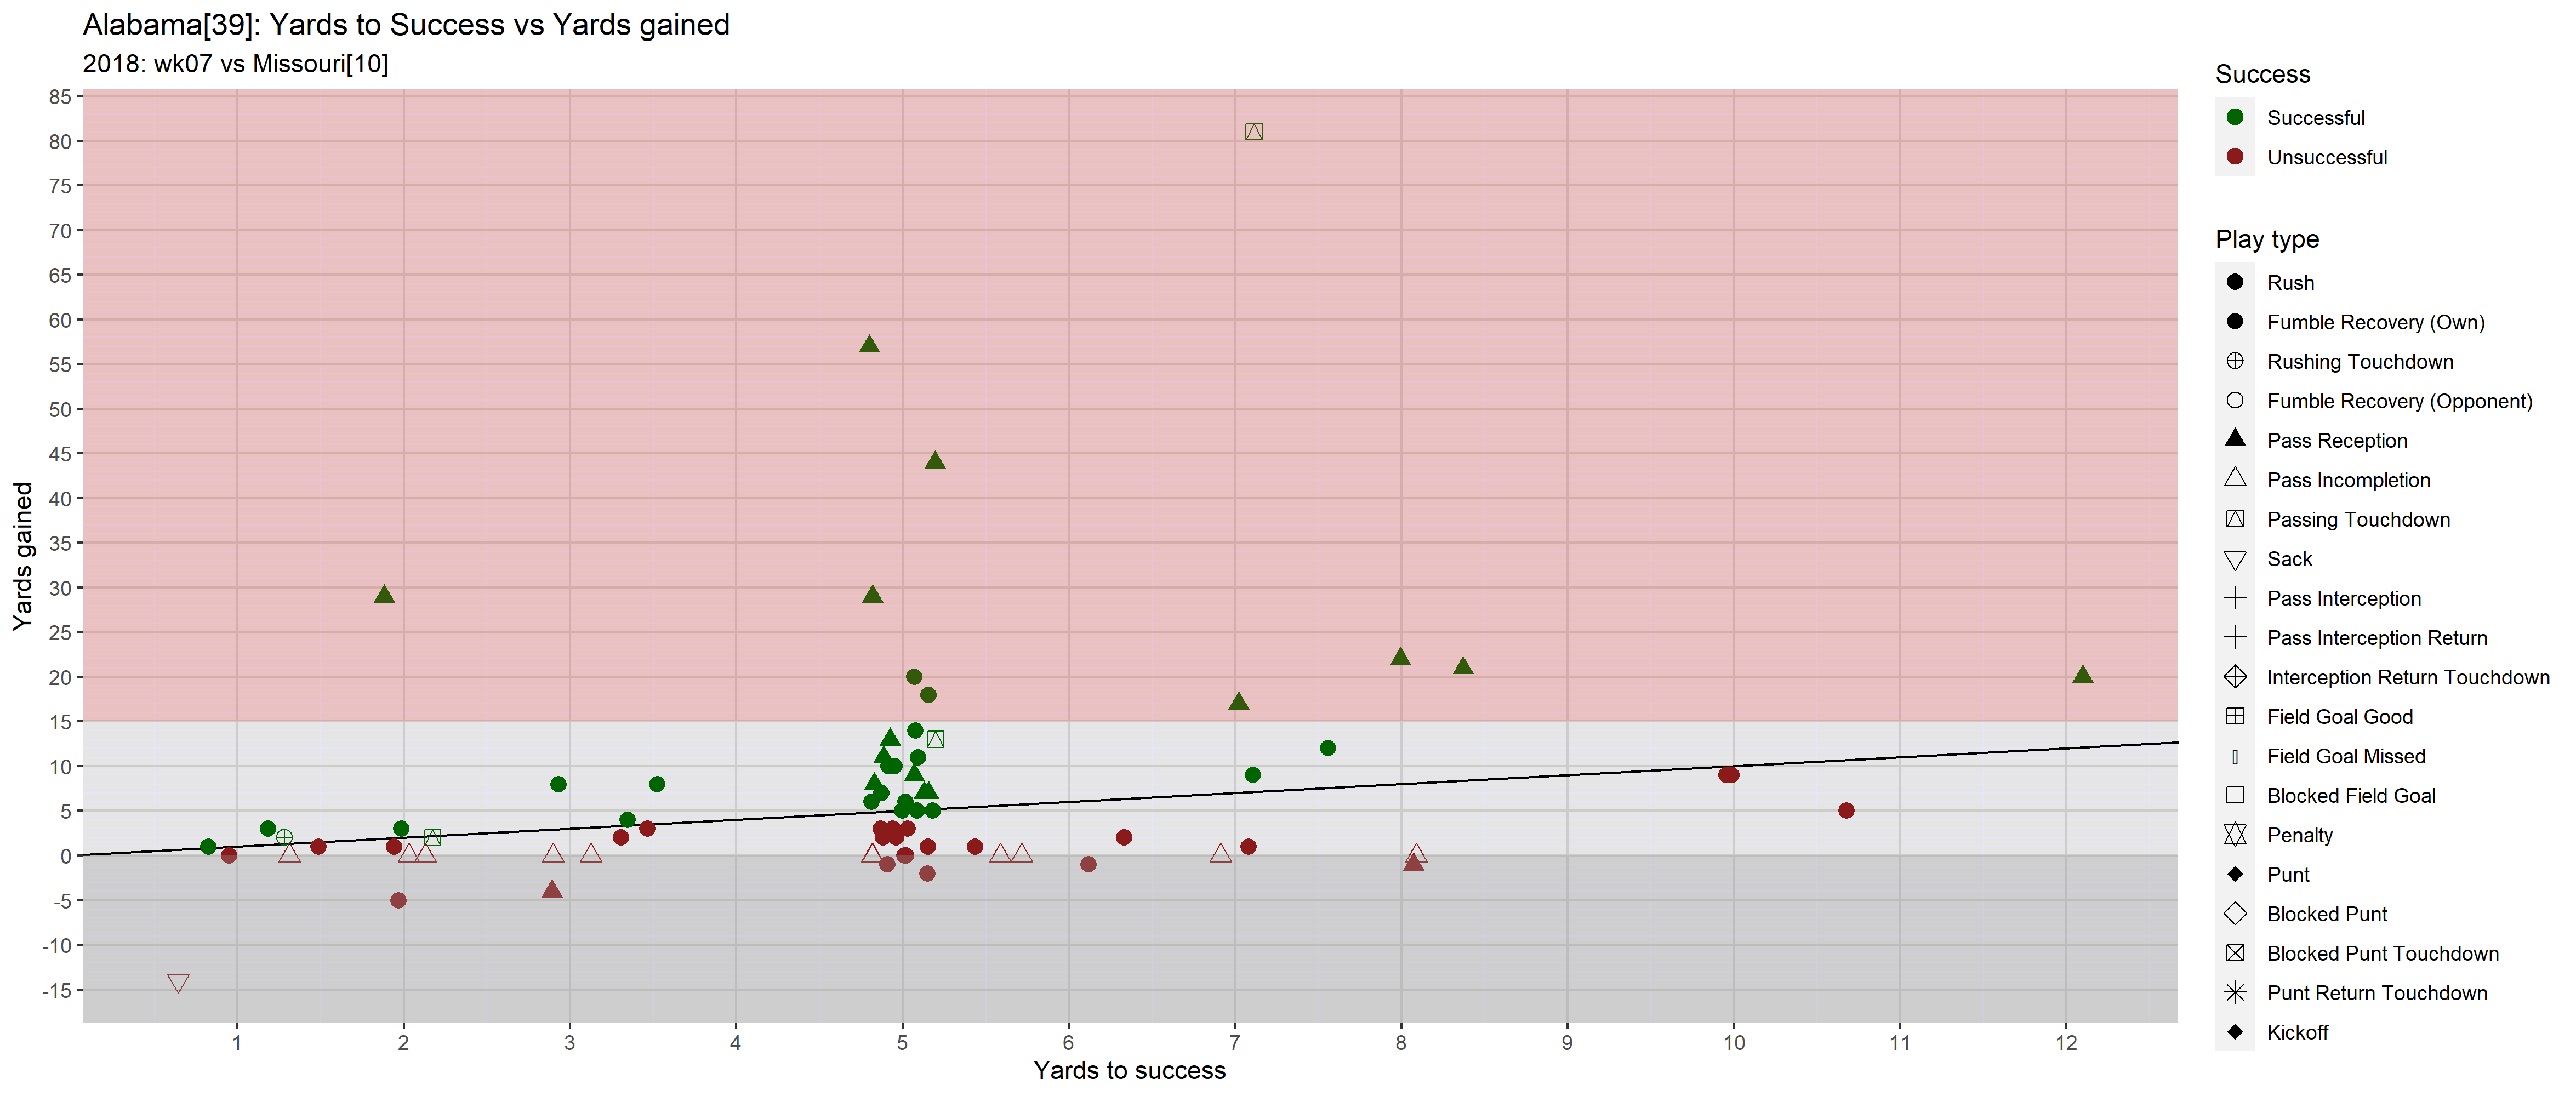 Alabama[39]: Yards to Success vs Yards gained
2018: wk07 vs Missouri[10]
Yards gained
85
80
75
70
65
60
55
50
45
40
35
30
25
20
15
10
5
0
-5
-10
-15
1 2 3 4 5 6 7 8 9 10 11 12
Yards to success
Success
Successful
Unsuccessful
Play type
Rush
Fumble Recovery (Own)
Rushing Touchdown
Fumble Recovery (Opponent)
Pass Reception
Pass Incompletion
Passing Touchdown
Sack
Pass Interception
Pass Interception Return
Interception Return Touchdown
Field Goal Good
Field Goal Missed
Blocked Field Goal
Penalty
Punt
Blocked Punt
Blocked Punt Touchdown
Punt Return Touchdown
Kickoff